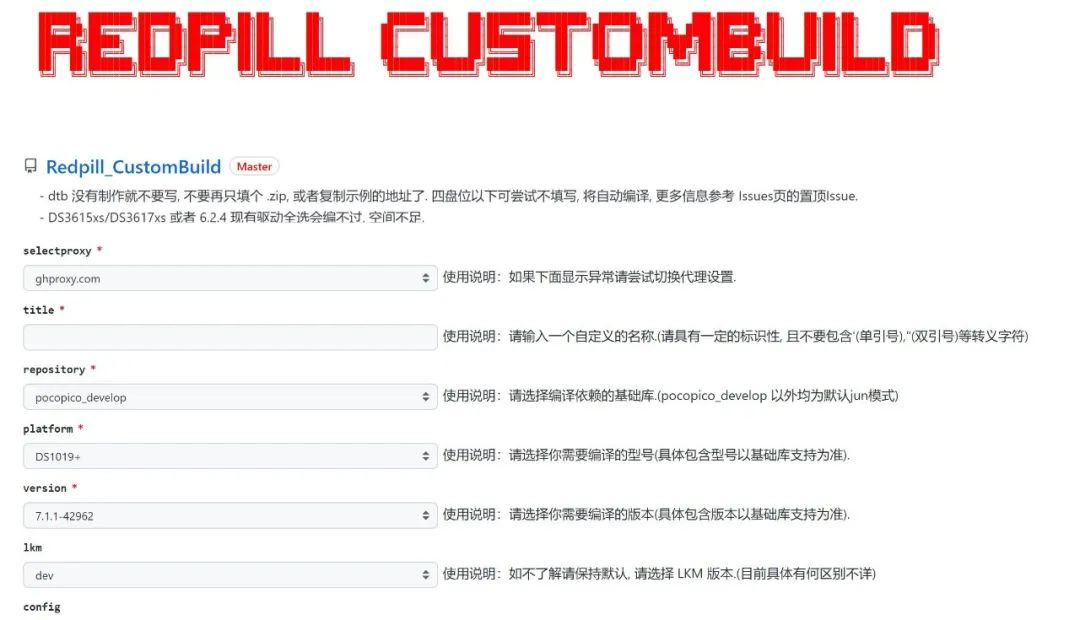 REDPILL CUSTOMBUILD
Redpill_CustomBuild Master
- dtb 没有制作就不要写, 不要再只填个 .zip, 或者复制示例的地址了. 四盘位以下可尝试不填写, 将自动编译, 更多信息参考 Issues页的置顶Issue.
- DS3615xs/DS3617xs 或者 6.2.4 现有驱动全选会编不过, 空间不足.
selectproxy *
ghproxy.com 使用说明：如果下面显示异常请尝试切换代理设置.
title *
使用说明：请输入一个自定义的名称.(请具有一定的标识性, 且不要包含'(单引号),"(双引号)等转义字符)
repository *
pocopico_develop 使用说明：请选择编译依赖的基础库.(pocopico_develop 以外均为默认jun模式)
platform *
DS1019+ 使用说明：请选择你需要编译的型号(具体包含型号以基础库支持为准).
version *
7.1.1-42962 使用说明：请选择你需要编译的版本(具体包含版本以基础库支持为准).
lkm
dev 使用说明：如不了解请保持默认, 请选择 LKM 版本.(目前具体有何区别不详)
config